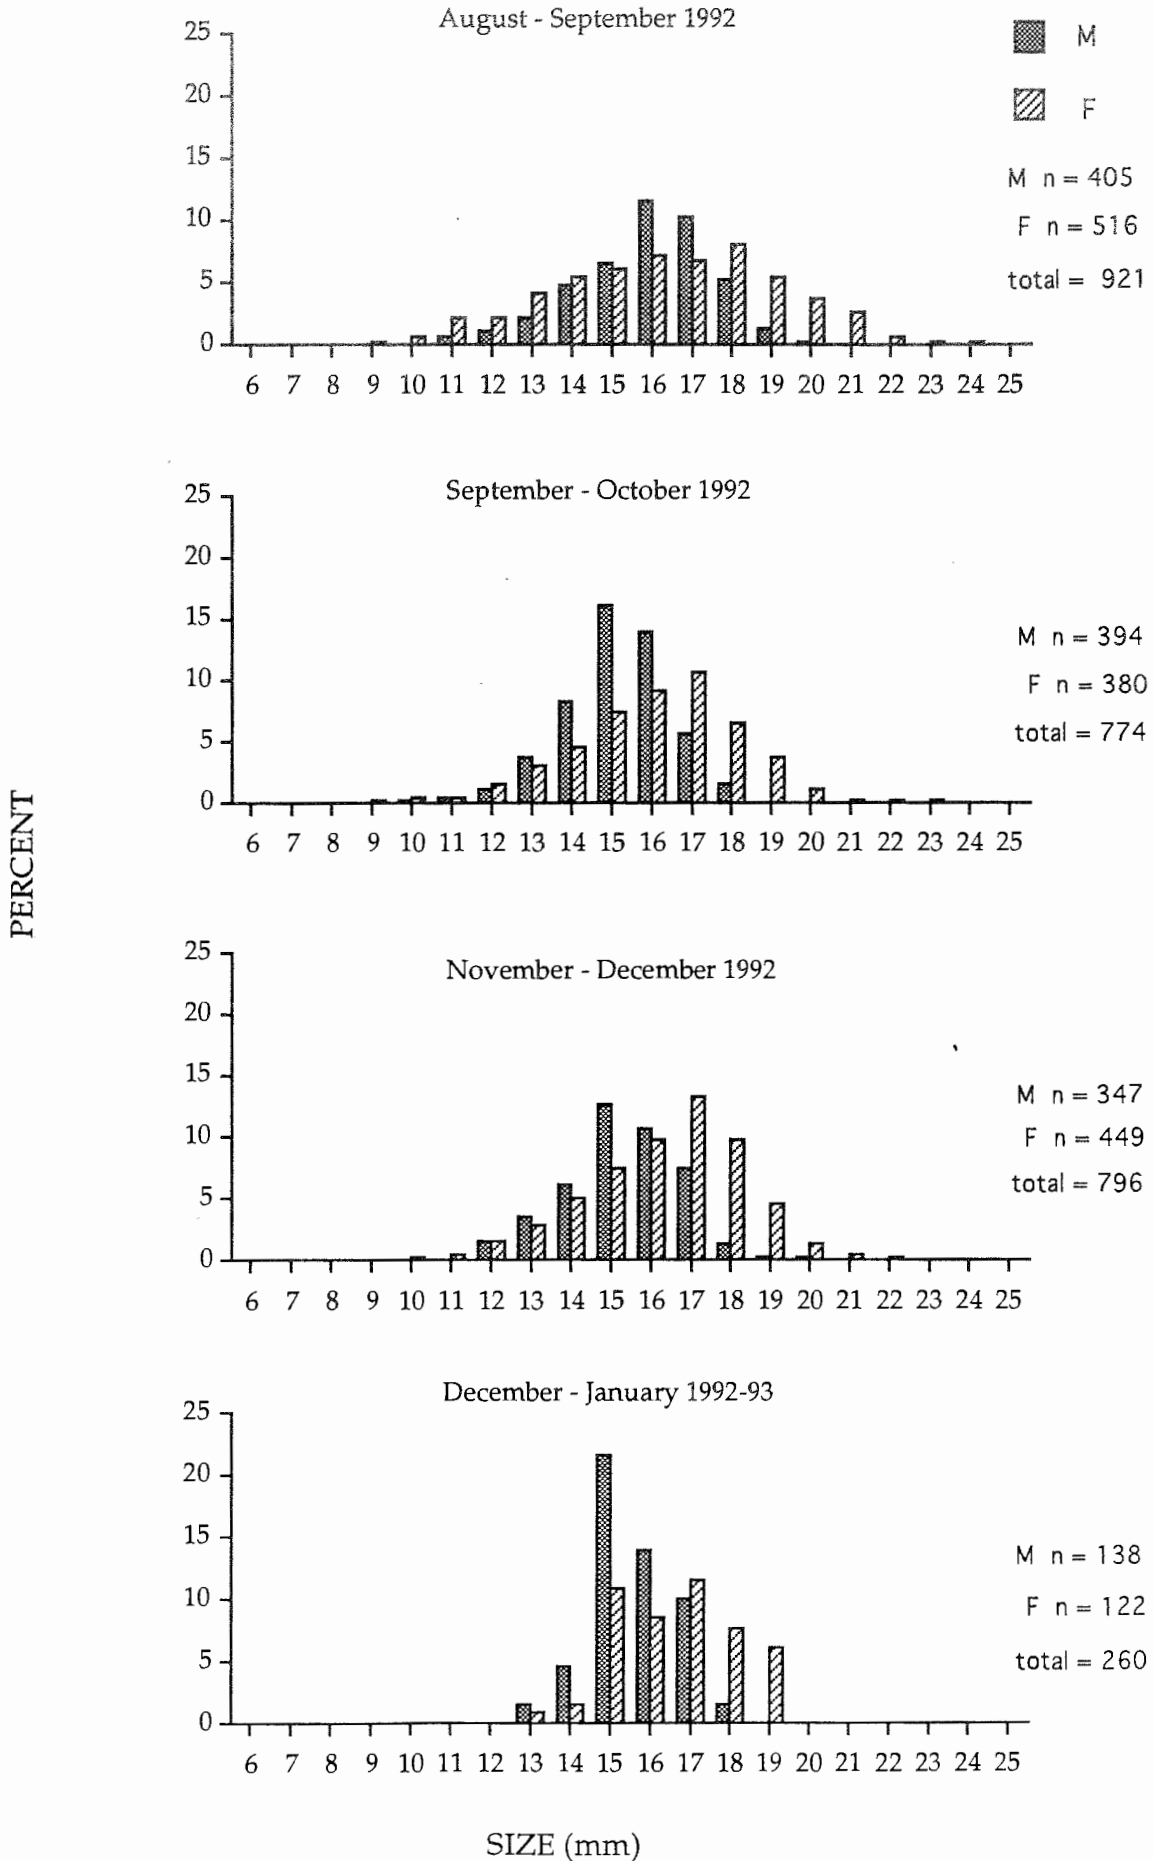 August - September 1992
25
20
15
10
5
0
6 7 8 9 10 11 12 13 14 15 16 17 18 19 20 21 22 23 24 25
M
F
M n = 405
F n = 516
total = 921
September - October 1992
25
20
15
10
5
0
6 7 8 9 10 11 12 13 14 15 16 17 18 19 20 21 22 23 24 25
M n = 394
F n = 380
total = 774
PERCENT
November - December 1992
25
20
15
10
5
0
6 7 8 9 10 11 12 13 14 15 16 17 18 19 20 21 22 23 24 25
M n = 347
F n = 449
total = 796
December - January 1992-93
25
20
15
10
5
0
6 7 8 9 10 11 12 13 14 15 16 17 18 19 20 21 22 23 24 25
M n = 138
F n = 122
total = 260
SIZE (mm)